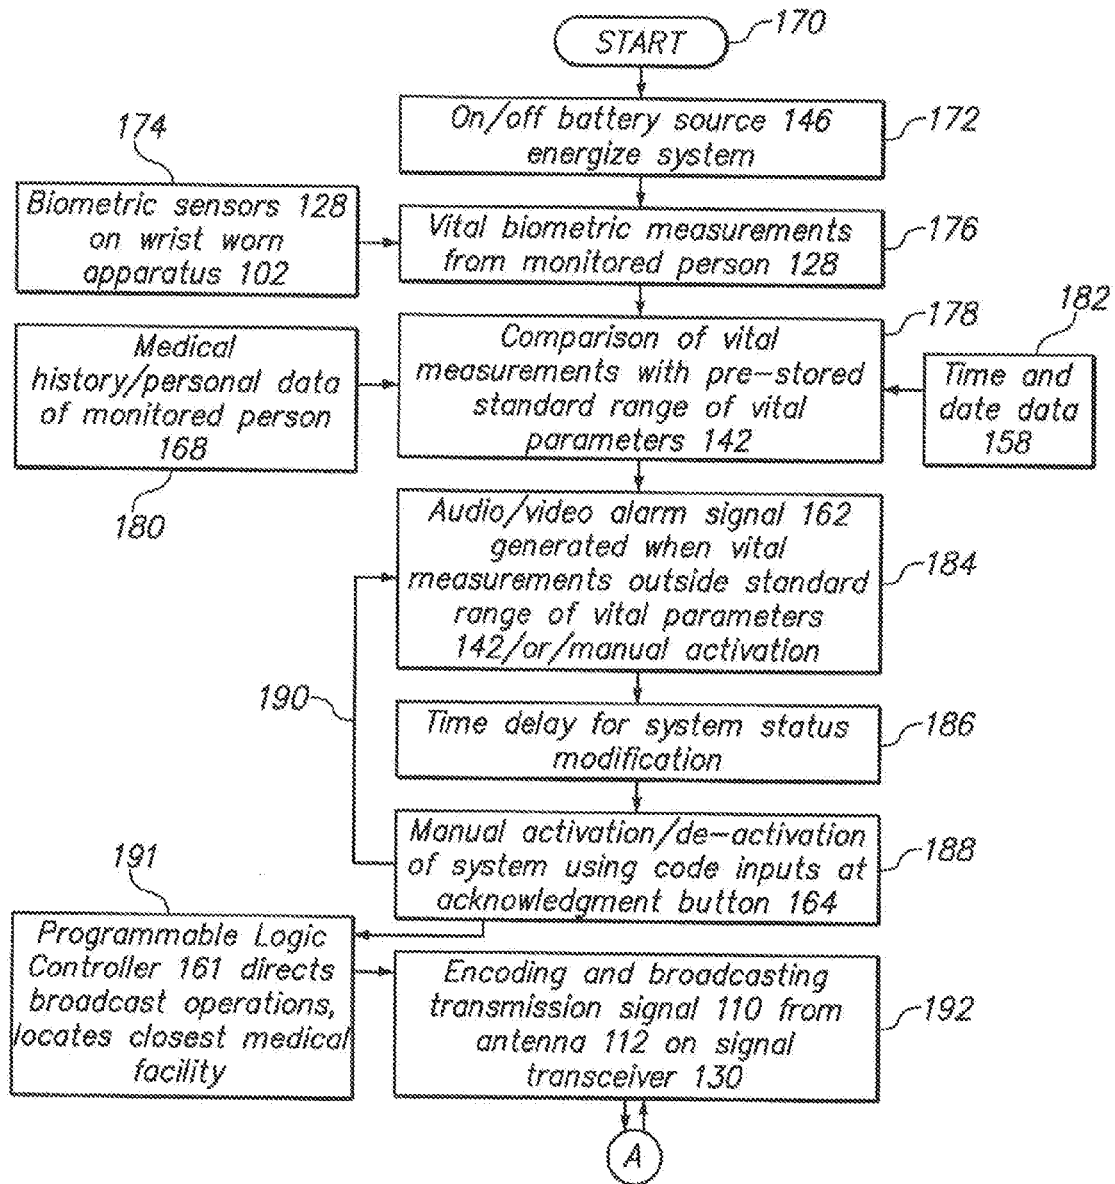 START
170
On/off battery source 146
energize system
172
174
Biometric sensors 128
on wrist worn
apparatus 102
Vital biometric measurements
from monitored person 128
176
Medical
history/personal data
of monitored person
168
180
Comparison of vital
measurements with pre-stored
standard range of vital
parameters 142
178
182
Time and
date data
158
Audio/video alarm signal 162
generated when vital
measurements outside standard
range of vital parameters
142/or/manual activation
184
190
Time delay for system status
modification
186
Manual activation/de-activation
of system using code inputs at
acknowledgment button 164
188
191
Programmable Logic
Controller 161 directs
broadcast operations,
locates closest medical
facility
Encoding and broadcasting
transmission signal 110 from
antenna 112 on signal
transceiver 130
192
A